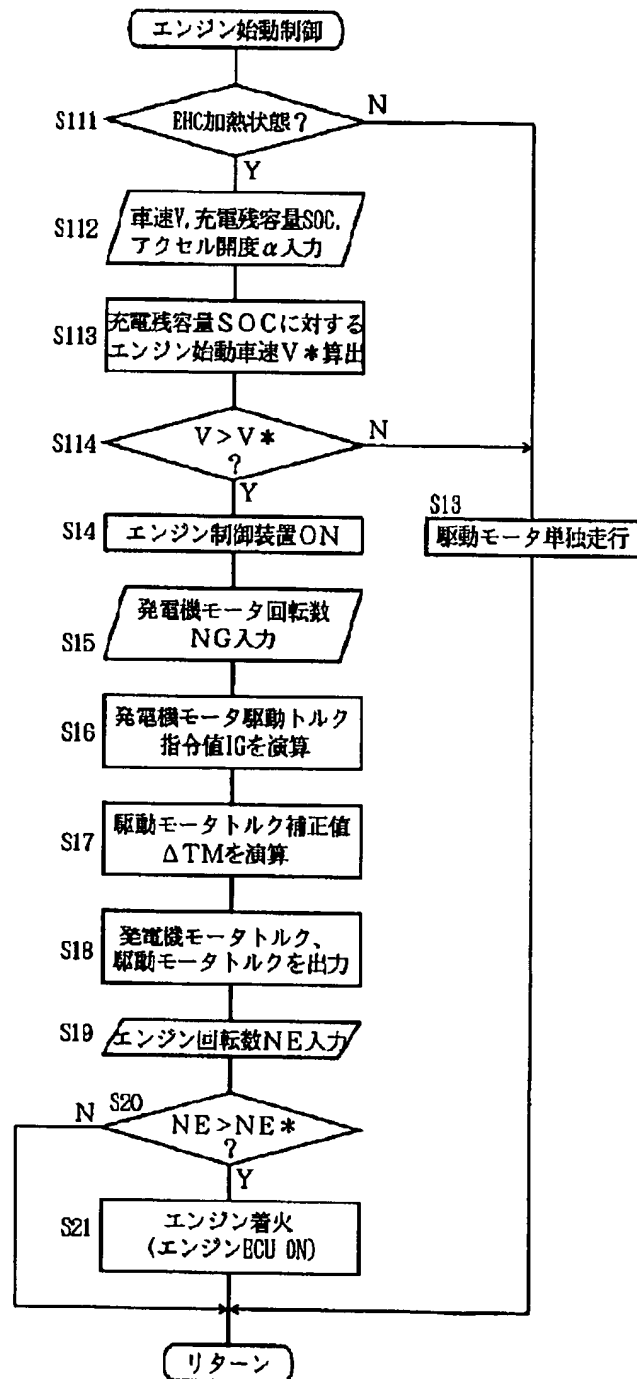 エンジン始動制御
S111
EHC加熱状態?
N
Y
S112
車速V,充電残容量SOC,
アクセル開度α入力
S113
充電残容量SOCに対する
エンジン始動車速V*算出
S114
V>V*
?
N
Y
S14
エンジン制御装置ON
S13
駆動モータ単独走行
S15
発電機モータ回転数
NG入力
S16
発電機モータ駆動トルク
指令値IGを演算
S17
駆動モータトルク補正値
ΔTMを演算
S18
発電機モータトルク、
駆動モータトルクを出力
S19
エンジン回転数NE入力
S20
N
NE>NE*
?
Y
S21
エンジン着火
(エンジンECU ON)
リターン